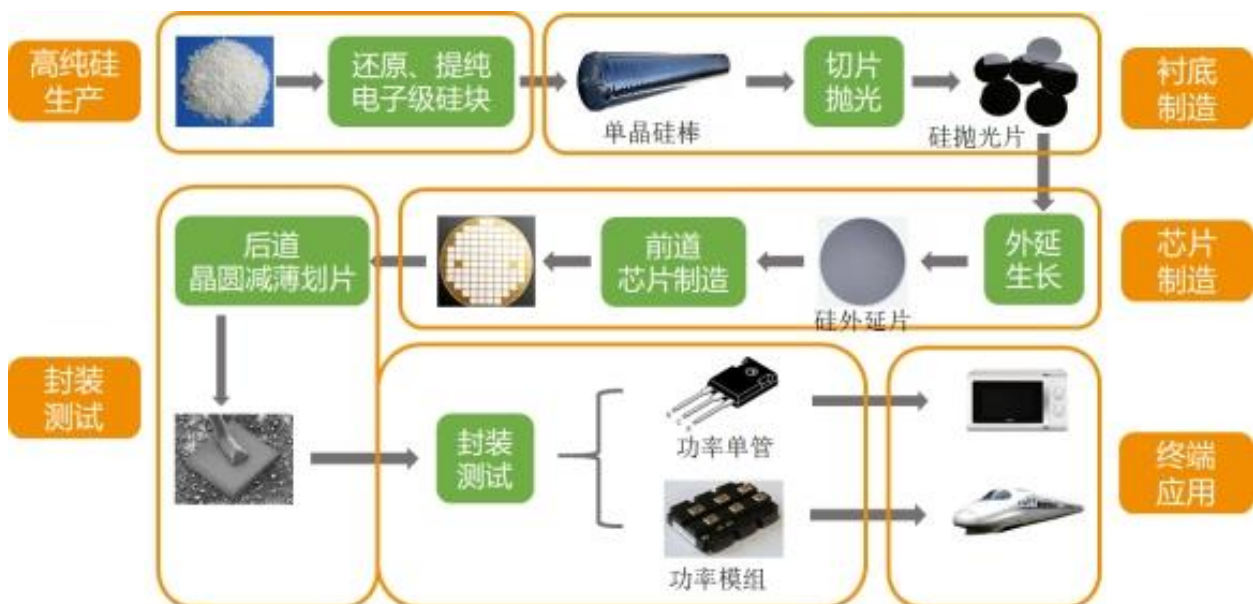 高纯硅
生产
还原、提纯
电子级硅块
单晶硅棒
切片
抛光
硅抛光片
衬底
制造
后道
晶圆减薄划片
前道
芯片制造
硅外延片
外延
生长
芯片
制造
封装
测试
封装
测试
功率单管
功率模组
终端
应用